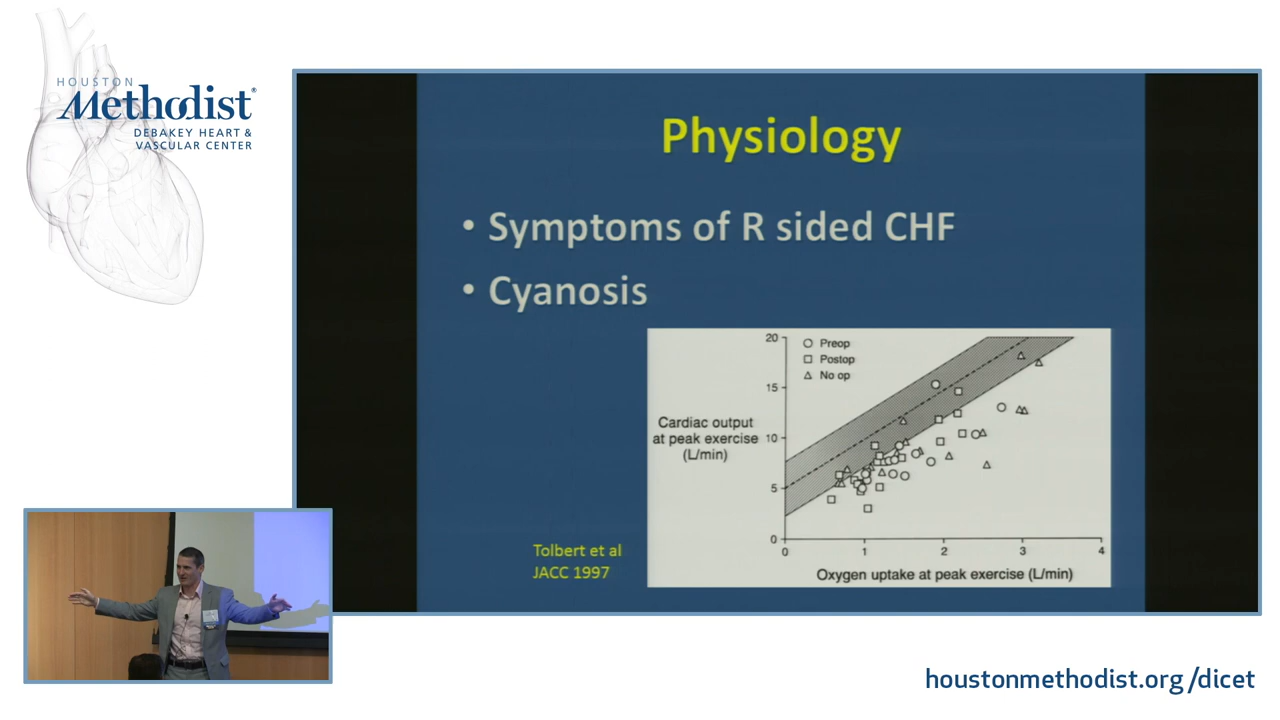 HOUSTON
Methodist®
DEBAKEY HEART &
VASCULAR CENTER
Physiology
• Symptoms of R sided CHF
• Cyanosis
20
15
10
5
0
Preop
Postop
No op
Cardiac output
at peak exercise
(L/min)
0 1 2 3 4
Oxygen uptake at peak exercise (L/min)
Tolbert et al
JACC 1997
houstonmethodist.org/dicet